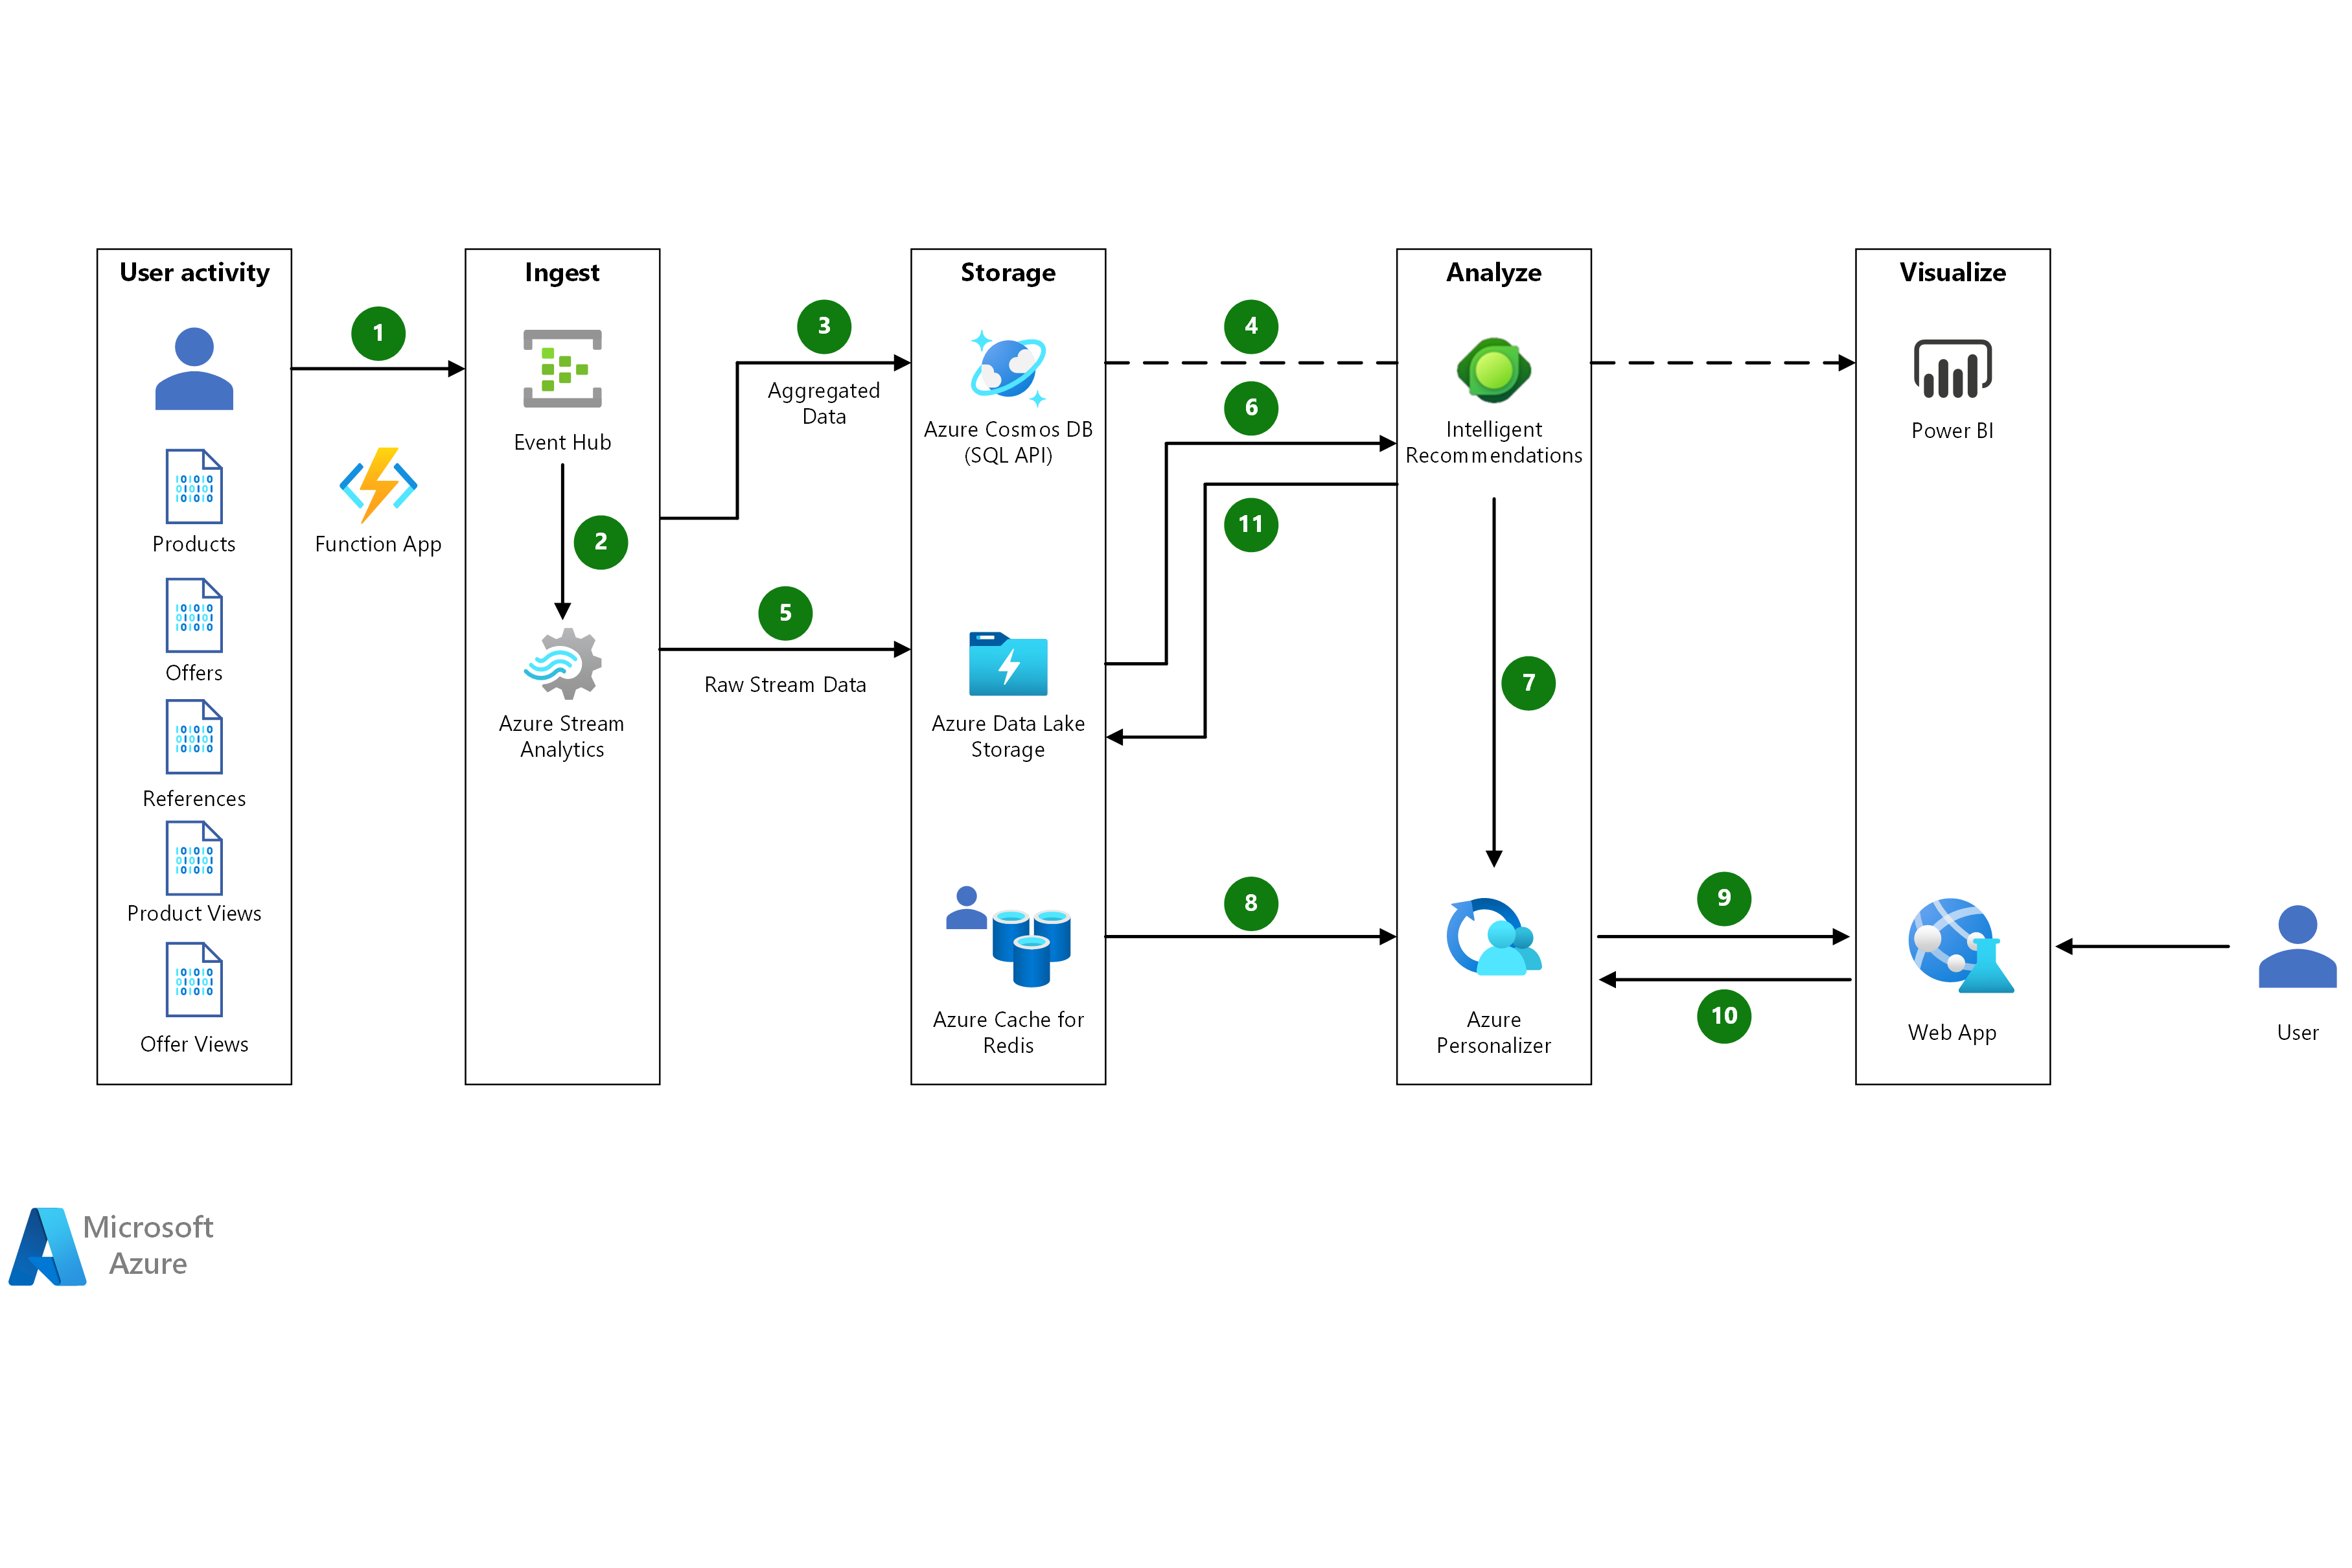 User activity
Products
Offers
References
Product Views
Offer Views
1
Function App
Ingest
Event Hub
2
Azure Stream
Analytics
3
Aggregated
Data
5
Raw Stream Data
Storage
Azure Cosmos DB
(SQL API)
Azure Data Lake
Storage
Azure Cache for
Redis
4
6
11
8
Analyze
Intelligent
Recommendations
7
Azure
Personalizer
9
10
Visualize
Power BI
Web App
User
Microsoft
Azure